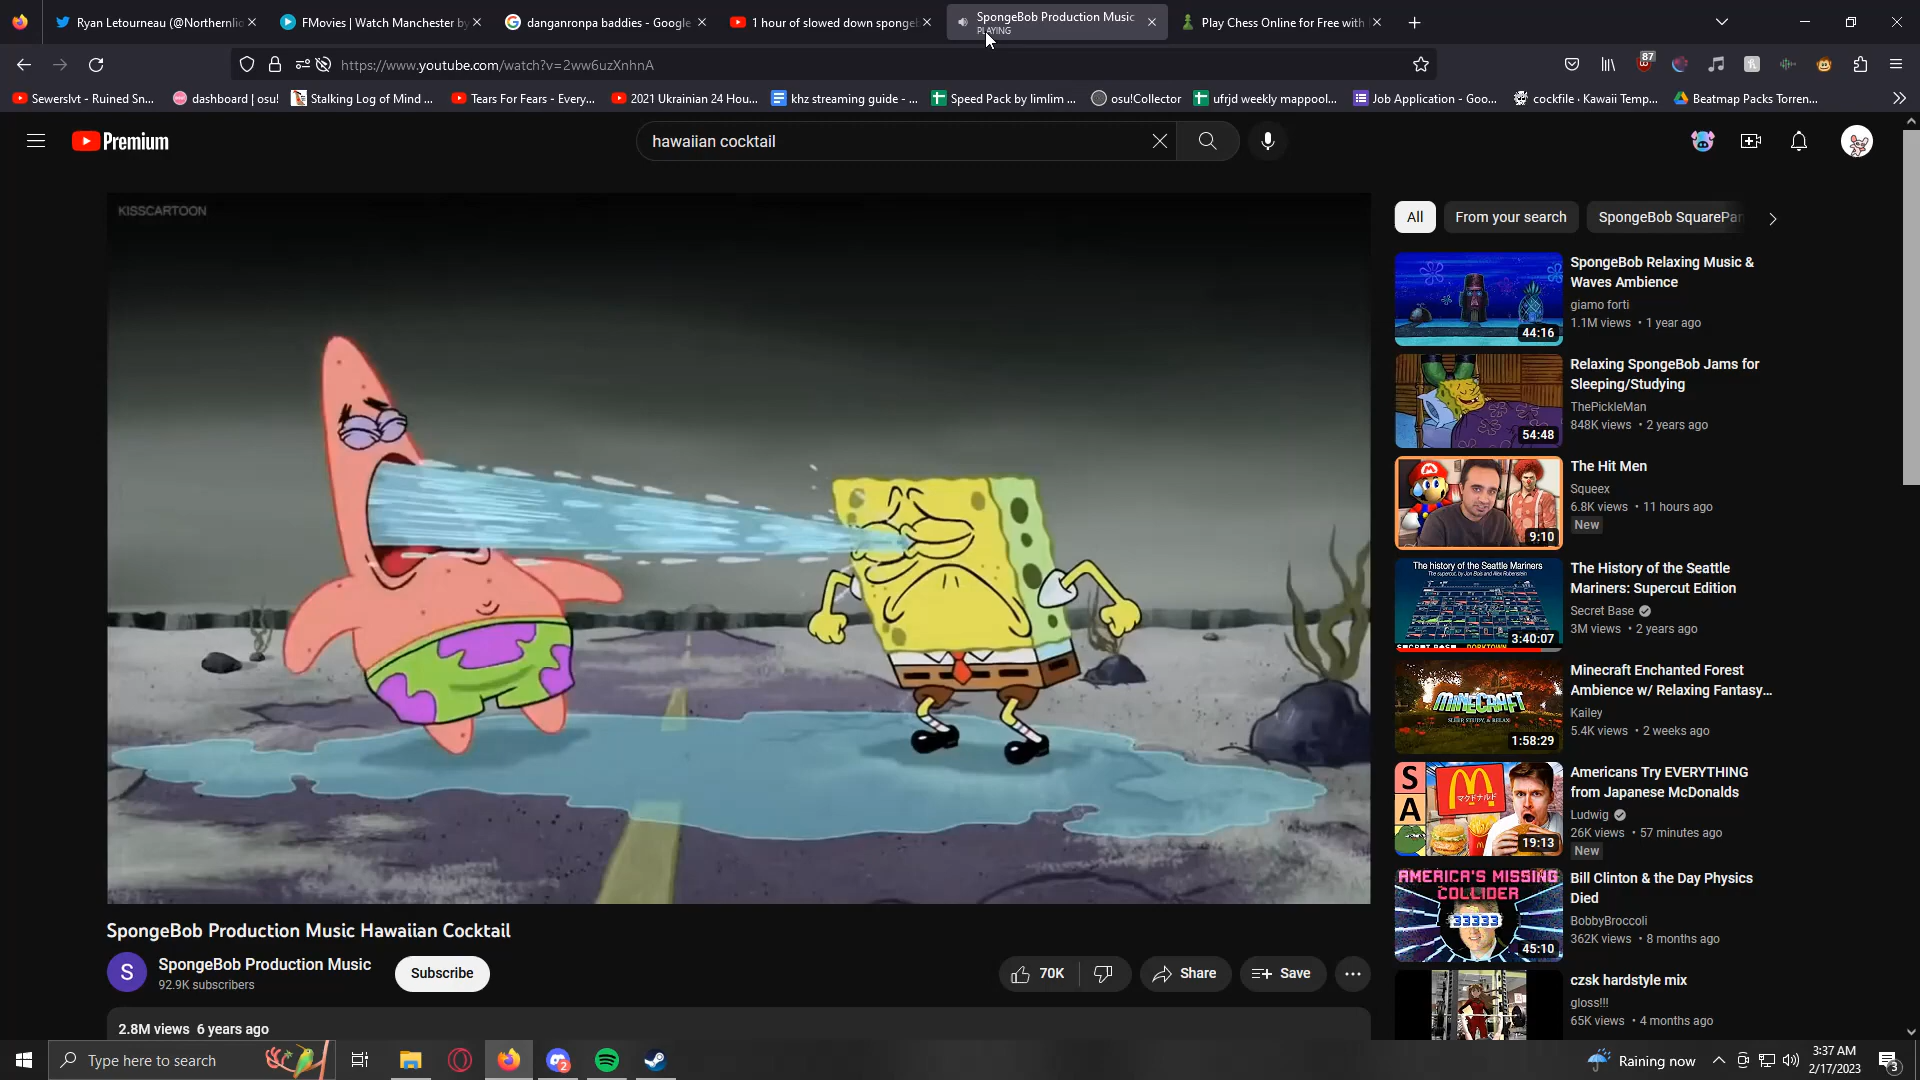 Ryan Letourneau (@Northernlic
FMovies | Watch Manchester by
danganronpa baddies - Google
1 hour of slowed down spongeb
SpongeBob Production Music
PLAYING
Play Chess Online for Free with
https://www.youtube.com/watch?v=2ww6uzXnhnA
87
Sewerslvt - Ruined Sn...
dashboard | osu!
Stalking Log of Mind ...
Tears For Fears - Every...
2021 Ukrainian 24 Hou...
khz streaming guide - ...
Speed Pack by limlim ...
osu!Collector
ufrjd weekly mappool...
Job Application - Goo...
cockfile · Kawaii Temp...
Beatmap Packs Torren...
Premium
hawaiian cocktail
KISSCARTOON
All
From your search
SpongeBob SquarePan
SpongeBob Relaxing Music &
Waves Ambience
giamo forti
1.1M views • 1 year ago
44:16
Relaxing SpongeBob Jams for
Sleeping/Studying
ThePickleMan
848K views • 2 years ago
54:48
The Hit Men
Squeex
6.8K views • 11 hours ago
New
9:10
The history of the Seattle Mariners
The History of the Seattle
Mariners: Supercut Edition
Secret Base
3M views • 2 years ago
3:40:07
Minecraft Enchanted Forest
Ambience w/ Relaxing Fantasy...
Kailey
5.4K views • 2 weeks ago
MINECRAFT
1:58:29
Americans Try EVERYTHING
from Japanese McDonalds
Ludwig
26K views • 57 minutes ago
New
S
A
マクドナルド
19:13
AMERICA'S MISSING
COLLIDER
33333
45:10
Bill Clinton & the Day Physics
Died
BobbyBroccoli
362K views • 8 months ago
czsk hardstyle mix
gloss!!!
65K views • 4 months ago
SpongeBob Production Music Hawaiian Cocktail
S
SpongeBob Production Music
92.9K subscribers
Subscribe
70K
Share
Save
2.8M views 6 years ago
Type here to search
2
Raining now
3:37 AM
2/17/2023
3